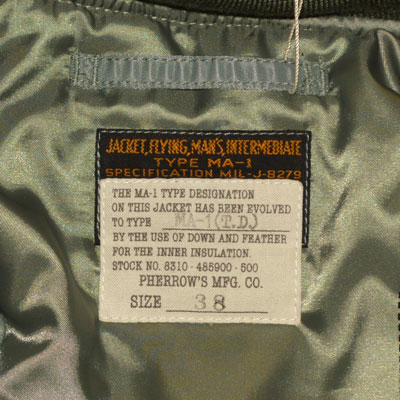 JACKET, FLYING, MAN'S, INTERMEDIATE
TYPE MA-1
SPECIFICATION MIL-J-8279
THE MA-1 TYPE DESIGNATION
ON THIS JACKET HAS BEEN EVOLVED
TO TYPE MA-1(T.D.)
BY THE USE OF DOWN AND FEATHER
FOR THE INNER INSULATION.
STOCK NO. 8310-485900-500
PHERROW'S MFG. CO.
SIZE 38